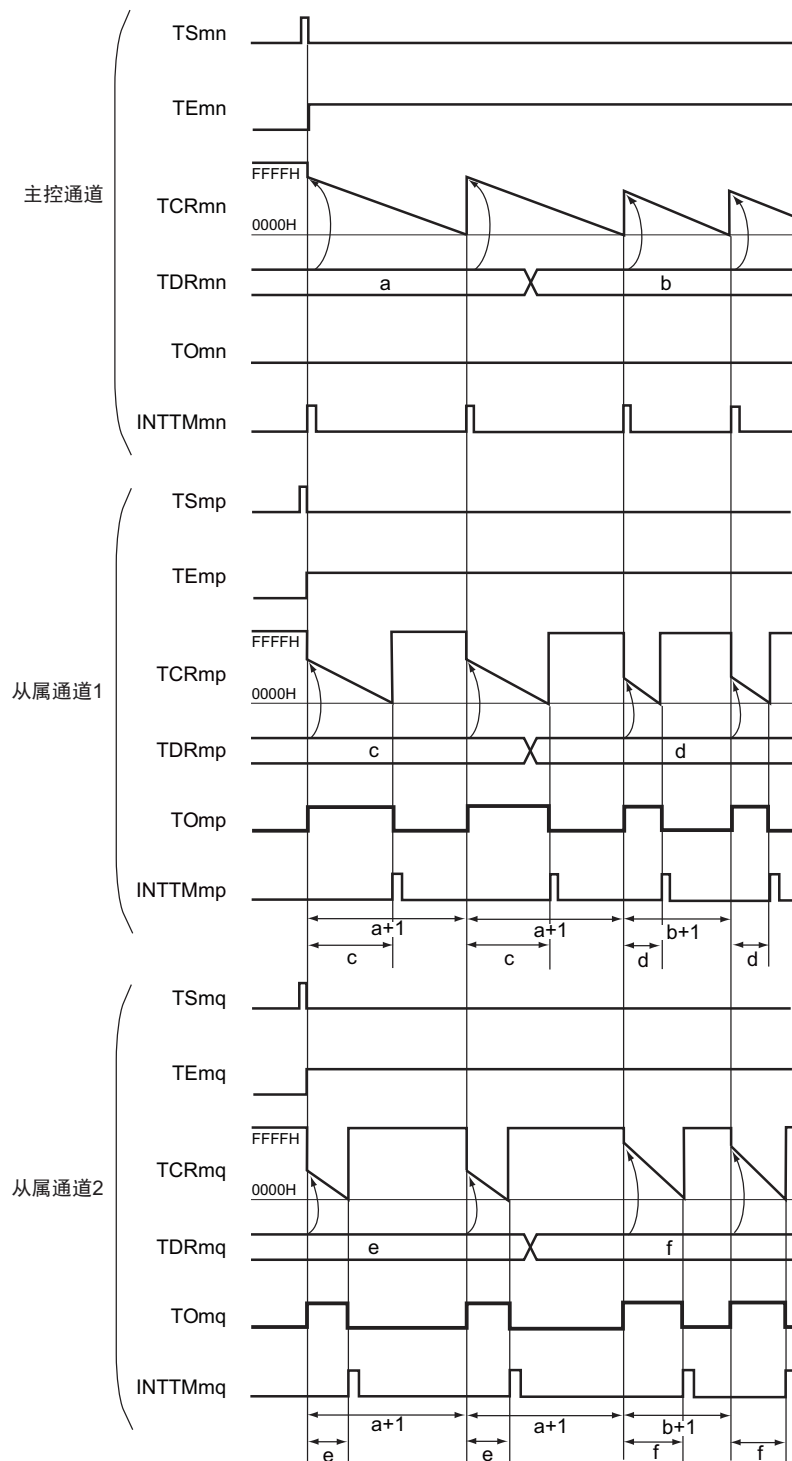 主控通道
TSmn
TEmn
FFFFH
TCRmn
0000H
TDRmn
a
b
TOmn
INTTMmn
从属通道1
TSmp
TEmp
FFFFH
TCRmp
0000H
TDRmp
c
d
TOmp
INTTMmp
a+1 a+1 b+1
c c d d
从属通道2
TSmq
TEmq
FFFFH
TCRmq
0000H
TDRmq
e
f
TOmq
INTTMmq
a+1 a+1 b+1
e e f f